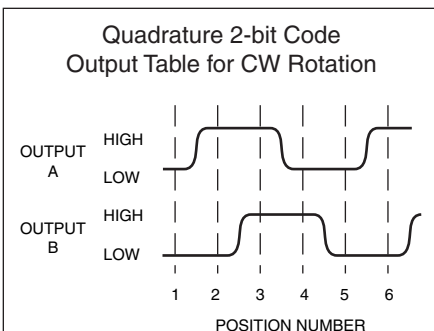 Quadrature 2-bit Code
Output Table for CW Rotation
OUTPUT A
HIGH
LOW
OUTPUT B
HIGH
LOW
1 2 3 4 5 6
POSITION NUMBER